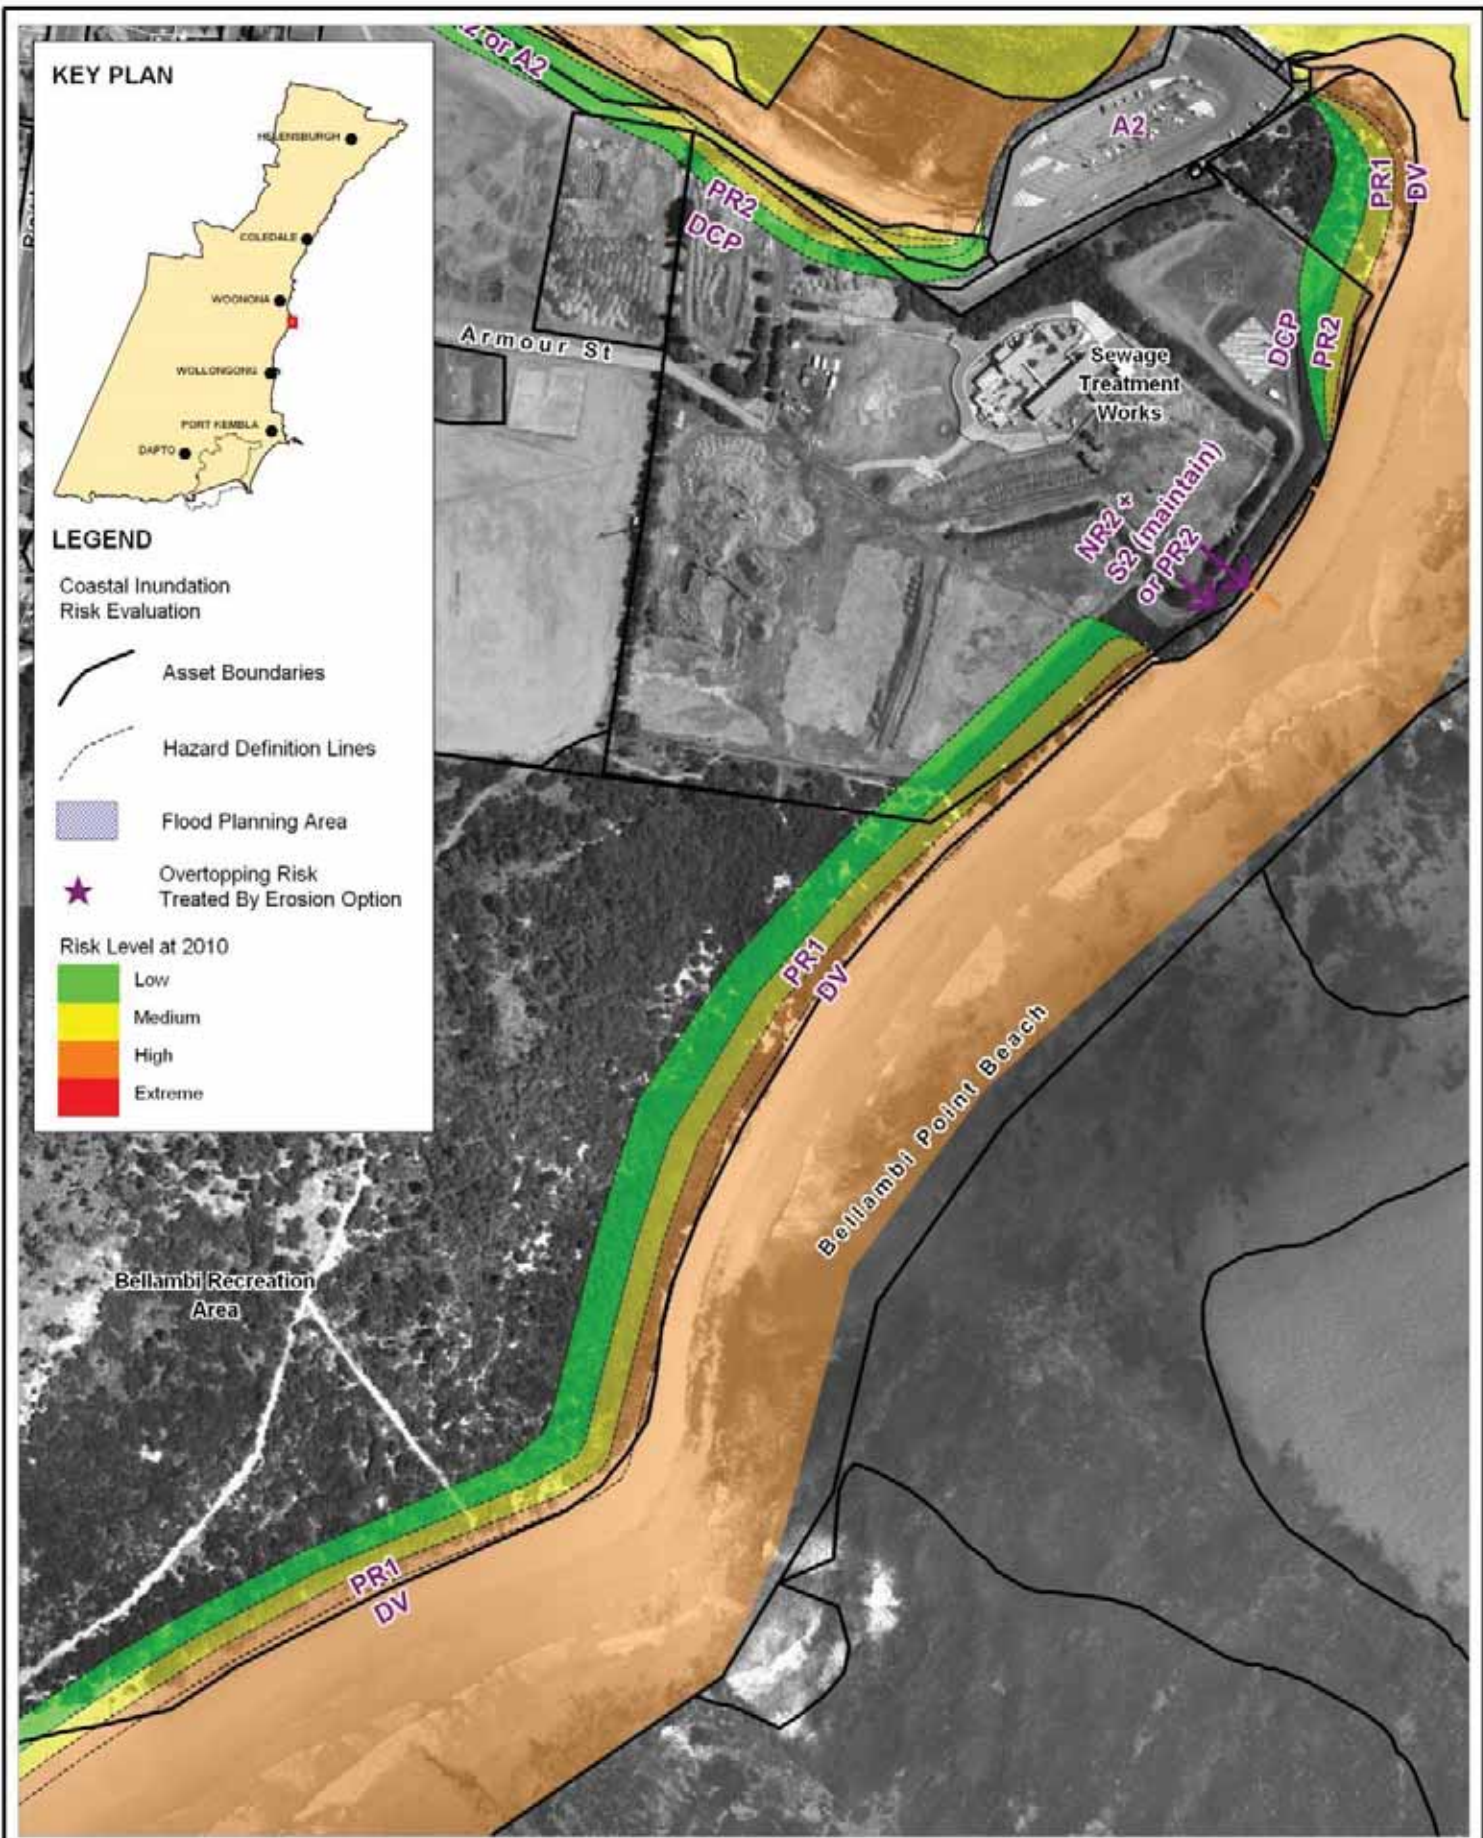 KEY PLAN
HELENSBURGH
COLEDALE
WOONONA
WOLLONGONG
PORT KEMBLA
DAPTO
LEGEND
Coastal Inundation
Risk Evaluation
Asset Boundaries
Hazard Definition Lines
Flood Planning Area
Overtopping Risk
Treated By Erosion Option
Risk Level at 2010
Low
Medium
High
Extreme
or A2
A2
PR1
DV
PR2
DCP
Armour St
Sewage
Treatment
Works
DCP
PR2
NR2 +
S2 (maintain)
or PR2
PR1
DV
Bellambi Point Beach
Bellambi Recreation
Area
PR1
DV